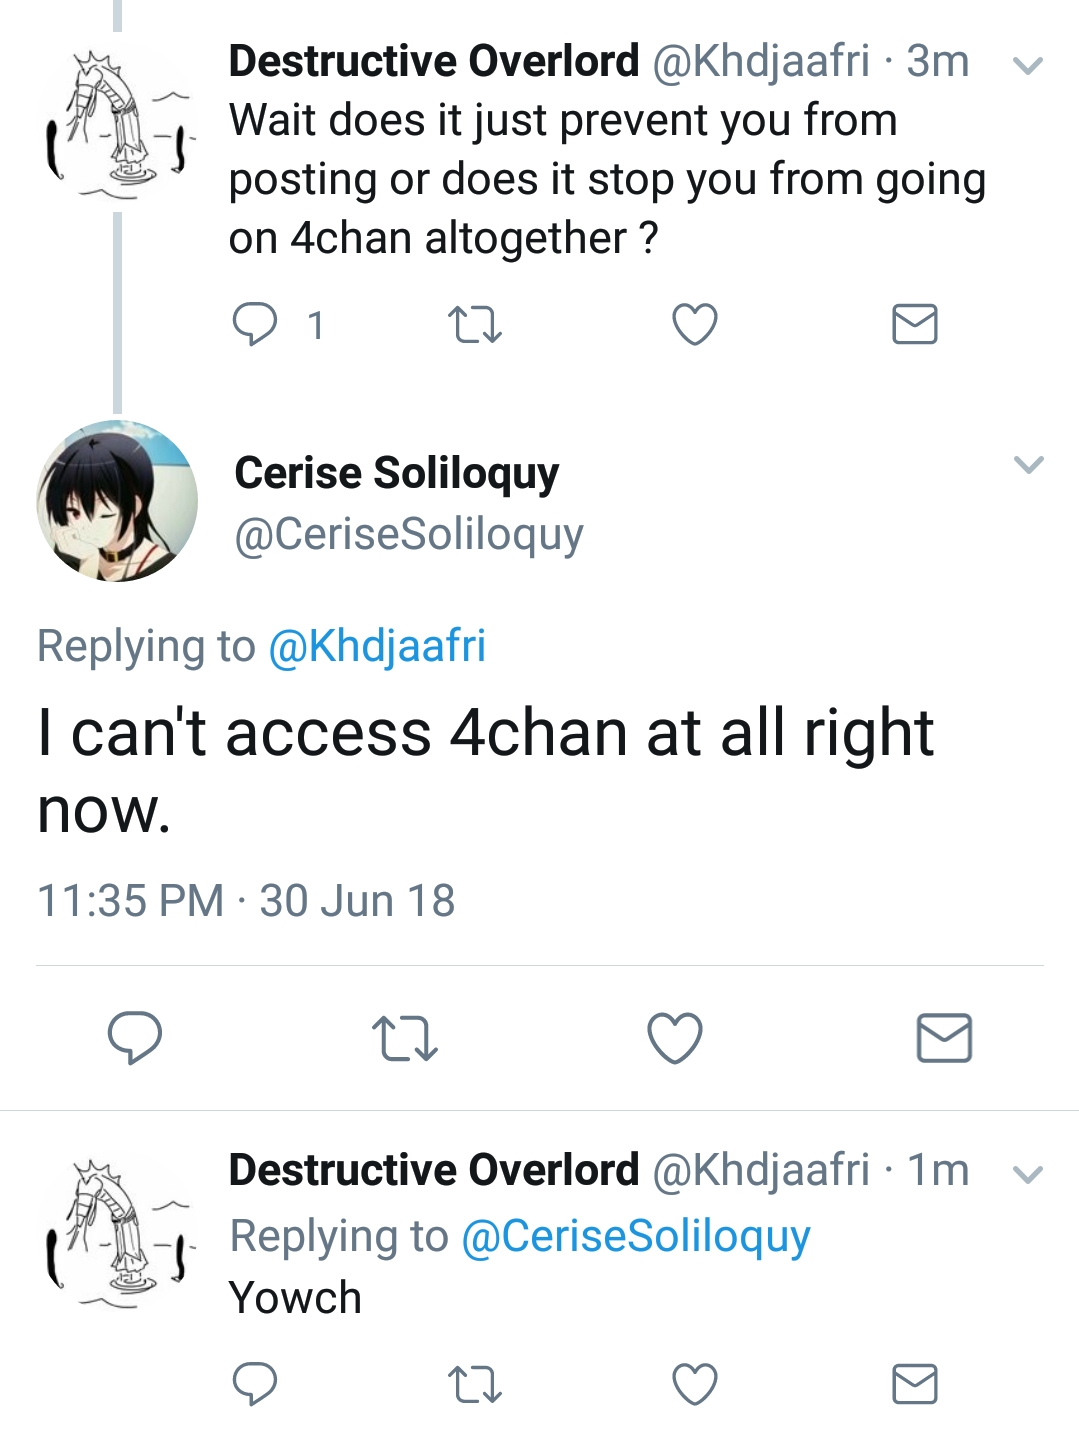 Destructive Overlord @Khdjaafri · 3m
Wait does it just prevent you from
posting or does it stop you from going
on 4chan altogether ?
1
Cerise Soliloquy
@CeriseSoliloquy
Replying to @Khdjaafri
I can't access 4chan at all right
now.
11:35 PM · 30 Jun 18
Destructive Overlord @Khdjaafri · 1m
Replying to @CeriseSoliloquy
Yowch